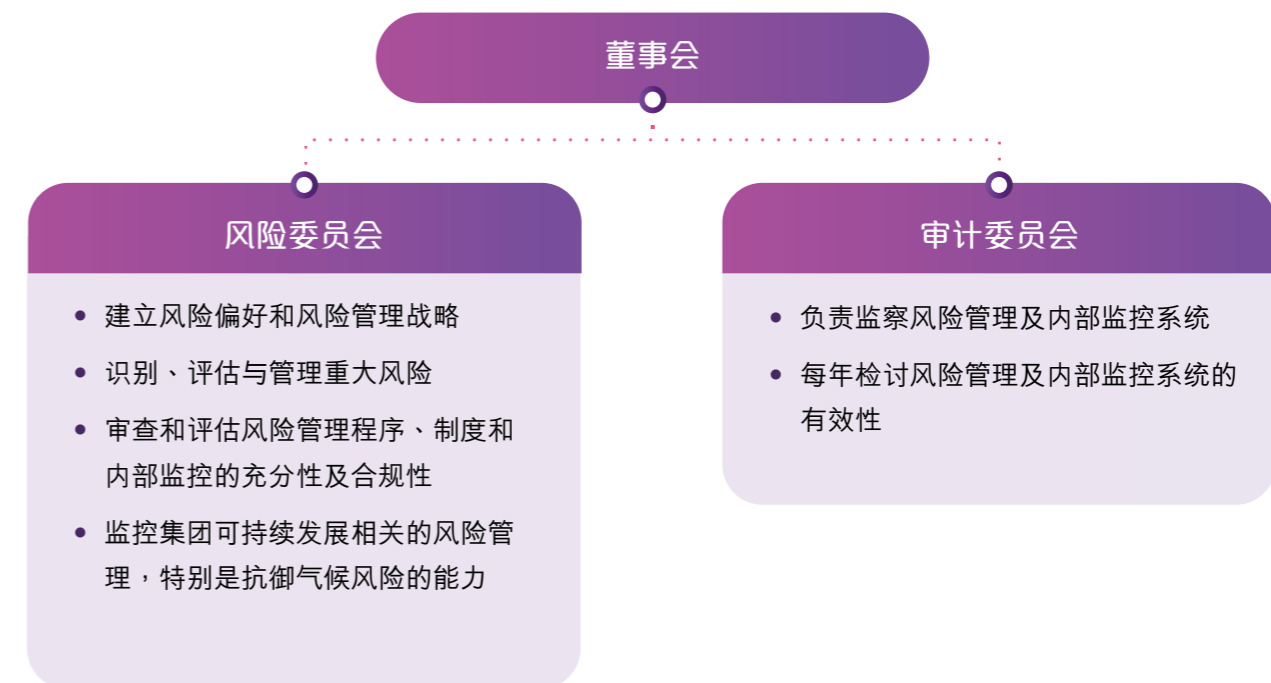 董事会
风险委员会
• 建立风险偏好和风险管理战略
• 识别、评估与管理重大风险
• 审查和评估风险管理程序、制度和
内部监控的充分性及合规性
• 监控集团可持续发展相关的风险管
理，特别是抗御气候风险的能力
审计委员会
• 负责监察风险管理及内部监控系统
• 每年检讨风险管理及内部监控系统的
有效性